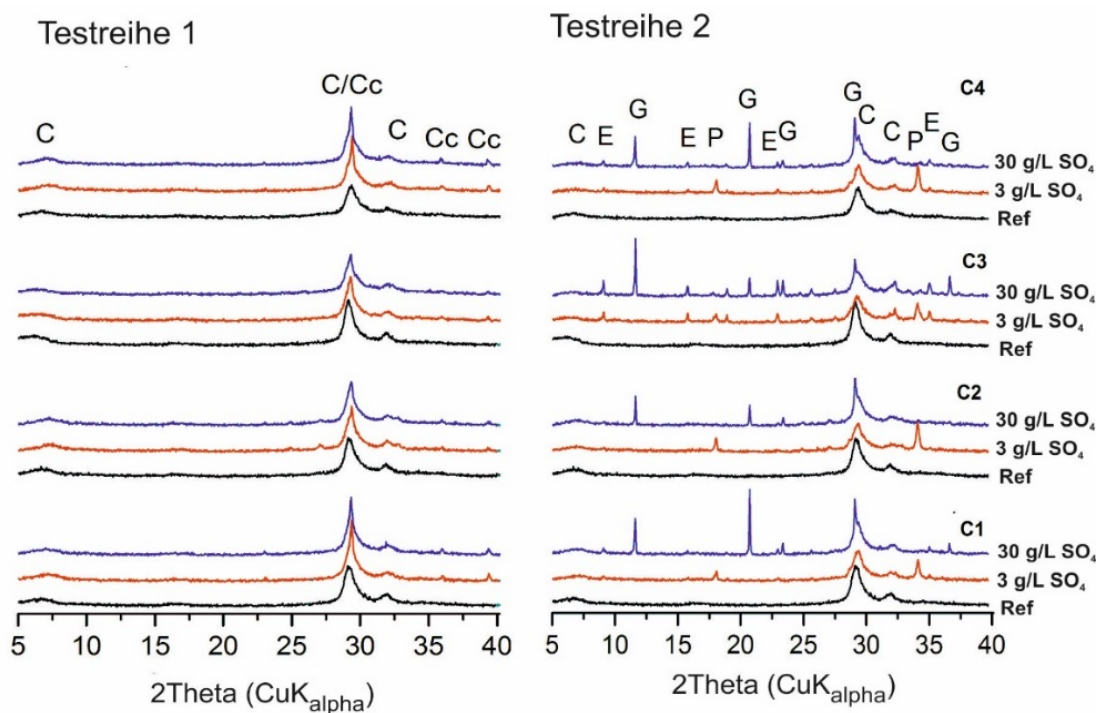 Testreihe 1
C
C/Cc
C
Cc
Cc
5
10
15
20
25
30
35
40
2Theta (CuKalpha)
Testreihe 2
C4
C
E
G
E
P
G
E
G
G
C
C
P
E
G
30 g/L SO4
3 g/L SO4
Ref
C3
30 g/L SO4
3 g/L SO4
Ref
C2
30 g/L SO4
3 g/L SO4
Ref
C1
30 g/L SO4
3 g/L SO4
Ref
5
10
15
20
25
30
35
40
2Theta (CuKalpha)